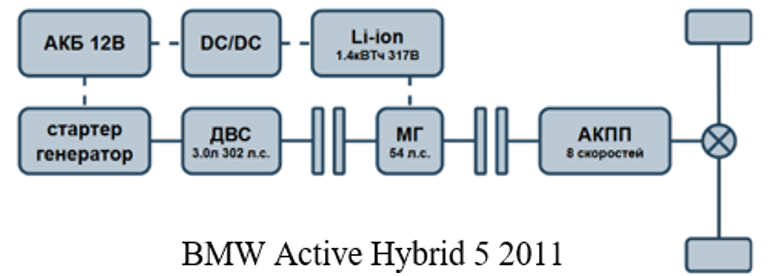 АКБ 12В
DC/DC
Li-ion
1.4кВТч 317В
стартер
генератор
ДВС
3.0л 302 л.с.
МГ
54 л.с.
АКПП
8 скоростей
BMW Active Hybrid 5 2011